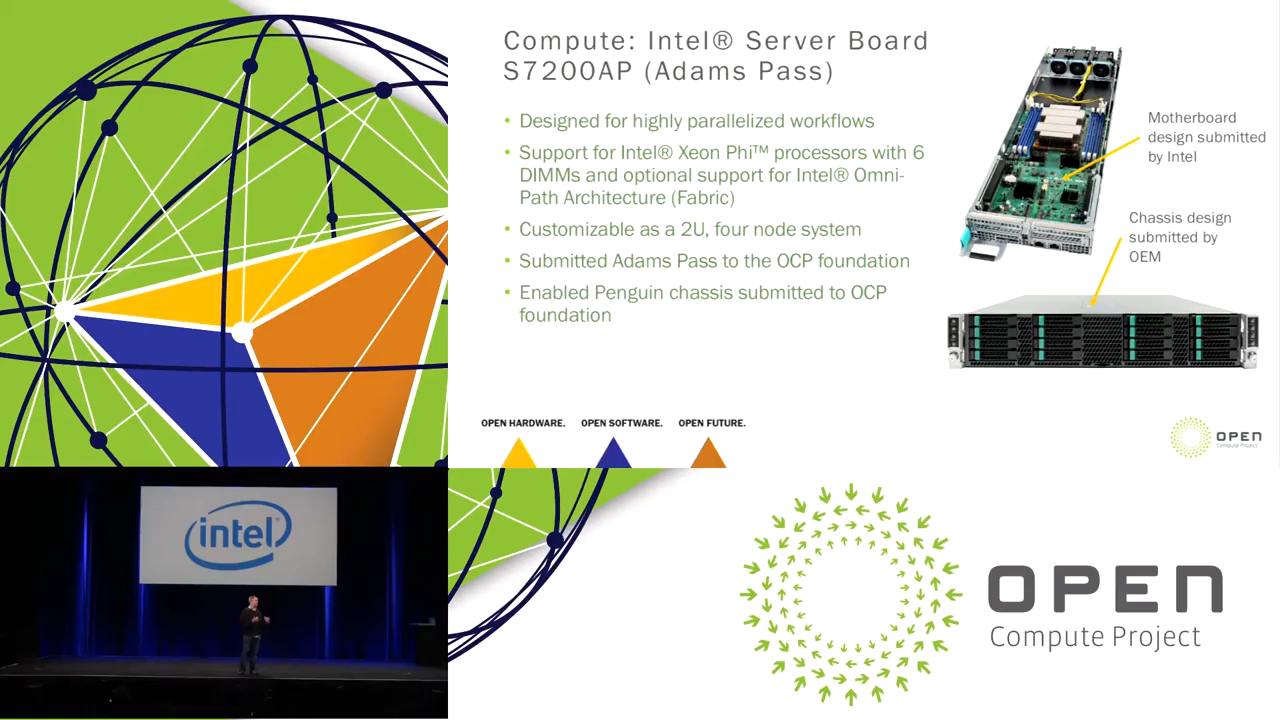 Compute: Intel® Server Board
S7200AP (Adams Pass)
• Designed for highly parallelized workflows
• Support for Intel® Xeon Phi™ processors with 6
DIMMs and optional support for Intel® Omni-
Path Architecture (Fabric)
• Customizable as a 2U, four node system
• Submitted Adams Pass to the OCP foundation
• Enabled Penguin chassis submitted to OCP
foundation
Motherboard
design submitted
by Intel
Chassis design
submitted by
OEM
OPEN HARDWARE.
OPEN SOFTWARE.
OPEN FUTURE.
OPEN
Compute Project
intel®
OPEN
Compute Project